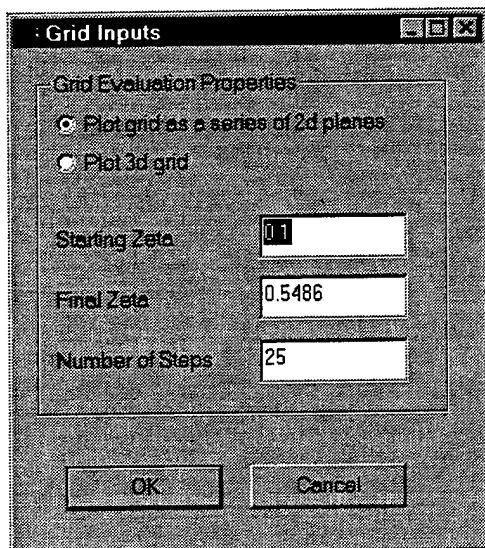 Grid Inputs
Grid Evaluation Properties
Plot grid as a series of 2d planes
Plot 3d grid
Starting Zeta
0.1
Final Zeta
0.5486
Number of Steps
25
OK
Cancel